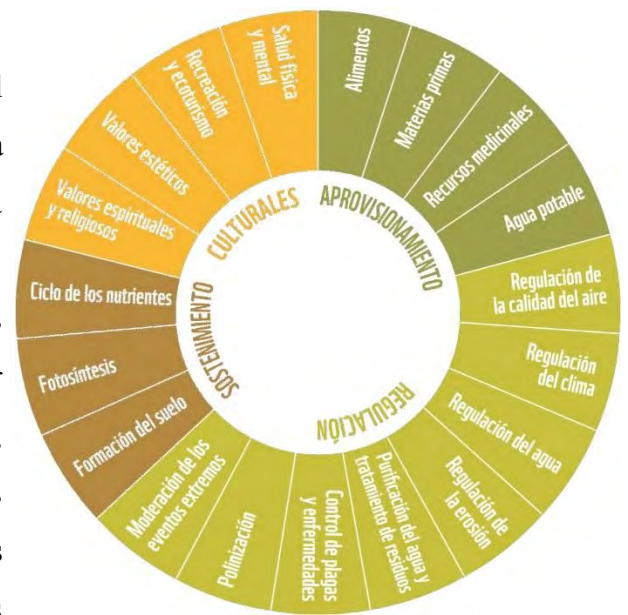 CULTURALES
Valores espirituales
y religiosos
Valores estéticos
Recreación
y ecoturismo
Salud física
y mental
APROVISIONAMIENTO
Alimentos
Materias primas
Recursos medicinales
Agua potable
REGULACIÓN
Regulación de
la calidad del aire
Regulación
del clima
Regulación del agua
Regulación de
la erosión
Purificación del agua y
tratamiento de residuos
Control de plagas
y enfermedades
Polinización
Moderación de los
eventos extremos
SOSTENIMIENTO
Formación del suelo
Fotosíntesis
Ciclo de los nutrientes